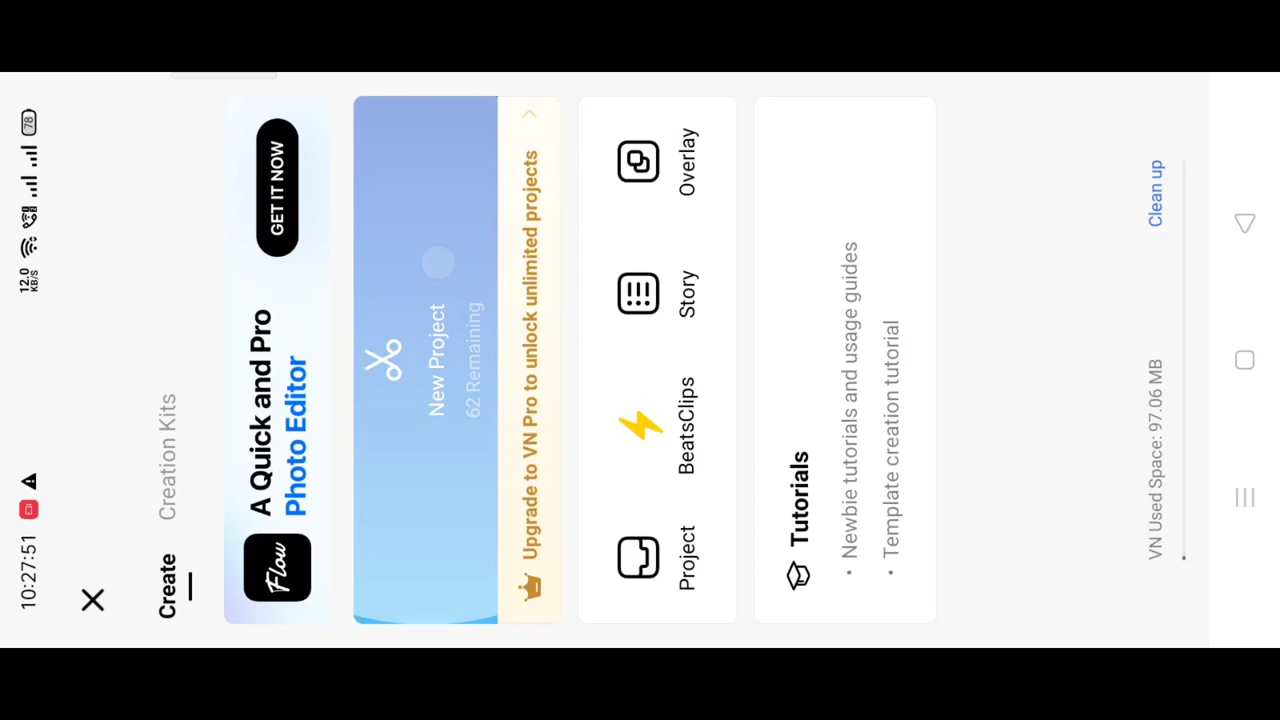 10:27:51
12.0
KB/S
78
Create Creation Kits
Flow
A Quick and Pro
Photo Editor
GET IT NOW
New Project
62 Remaining
Upgrade to VN Pro to unlock unlimited projects
Project BeatsClips Story Overlay
Tutorials
• Newbie tutorials and usage guides
• Template creation tutorial
VN Used Space: 97.06 MB Clean up